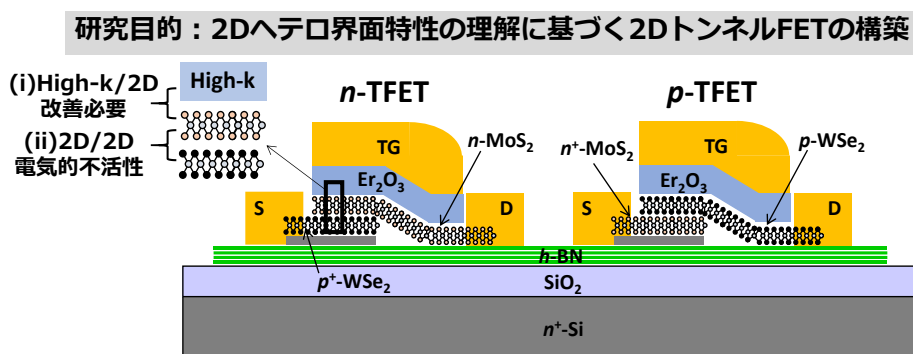 研究目的：2Dヘテロ界面特性の理解に基づく2DトンネルFETの構築
(i)High-k/2D
改善必要
(ii)2D/2D
電気的不活性
High-k
n-TFET
TG
Er₂O₃
n-MoS₂
S
D
p⁺-WSe₂
p-TFET
TG
Er₂O₃
n⁺-MoS₂
p-WSe₂
S
D
h-BN
SiO₂
n⁺-Si